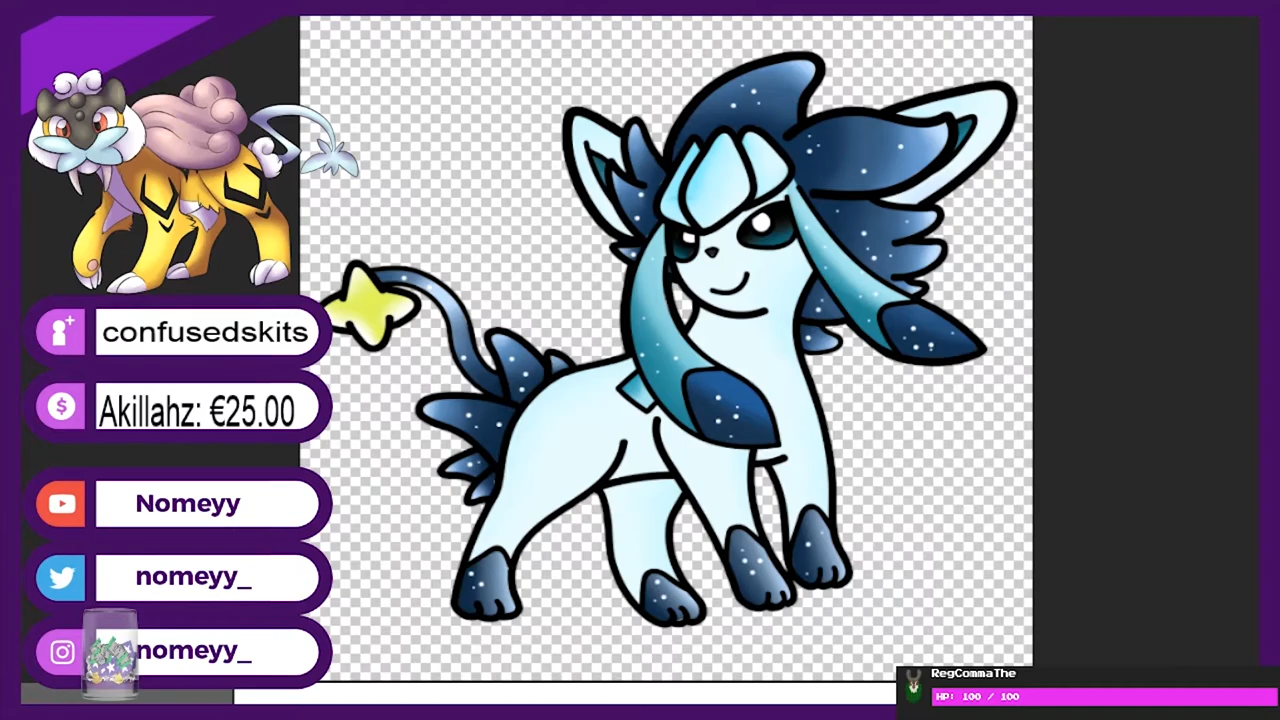 confusedskits
Akillahz: €25.00
Nomeyy
nomeyy_
nomeyy_
RegCommaThe
HP: 100 / 100